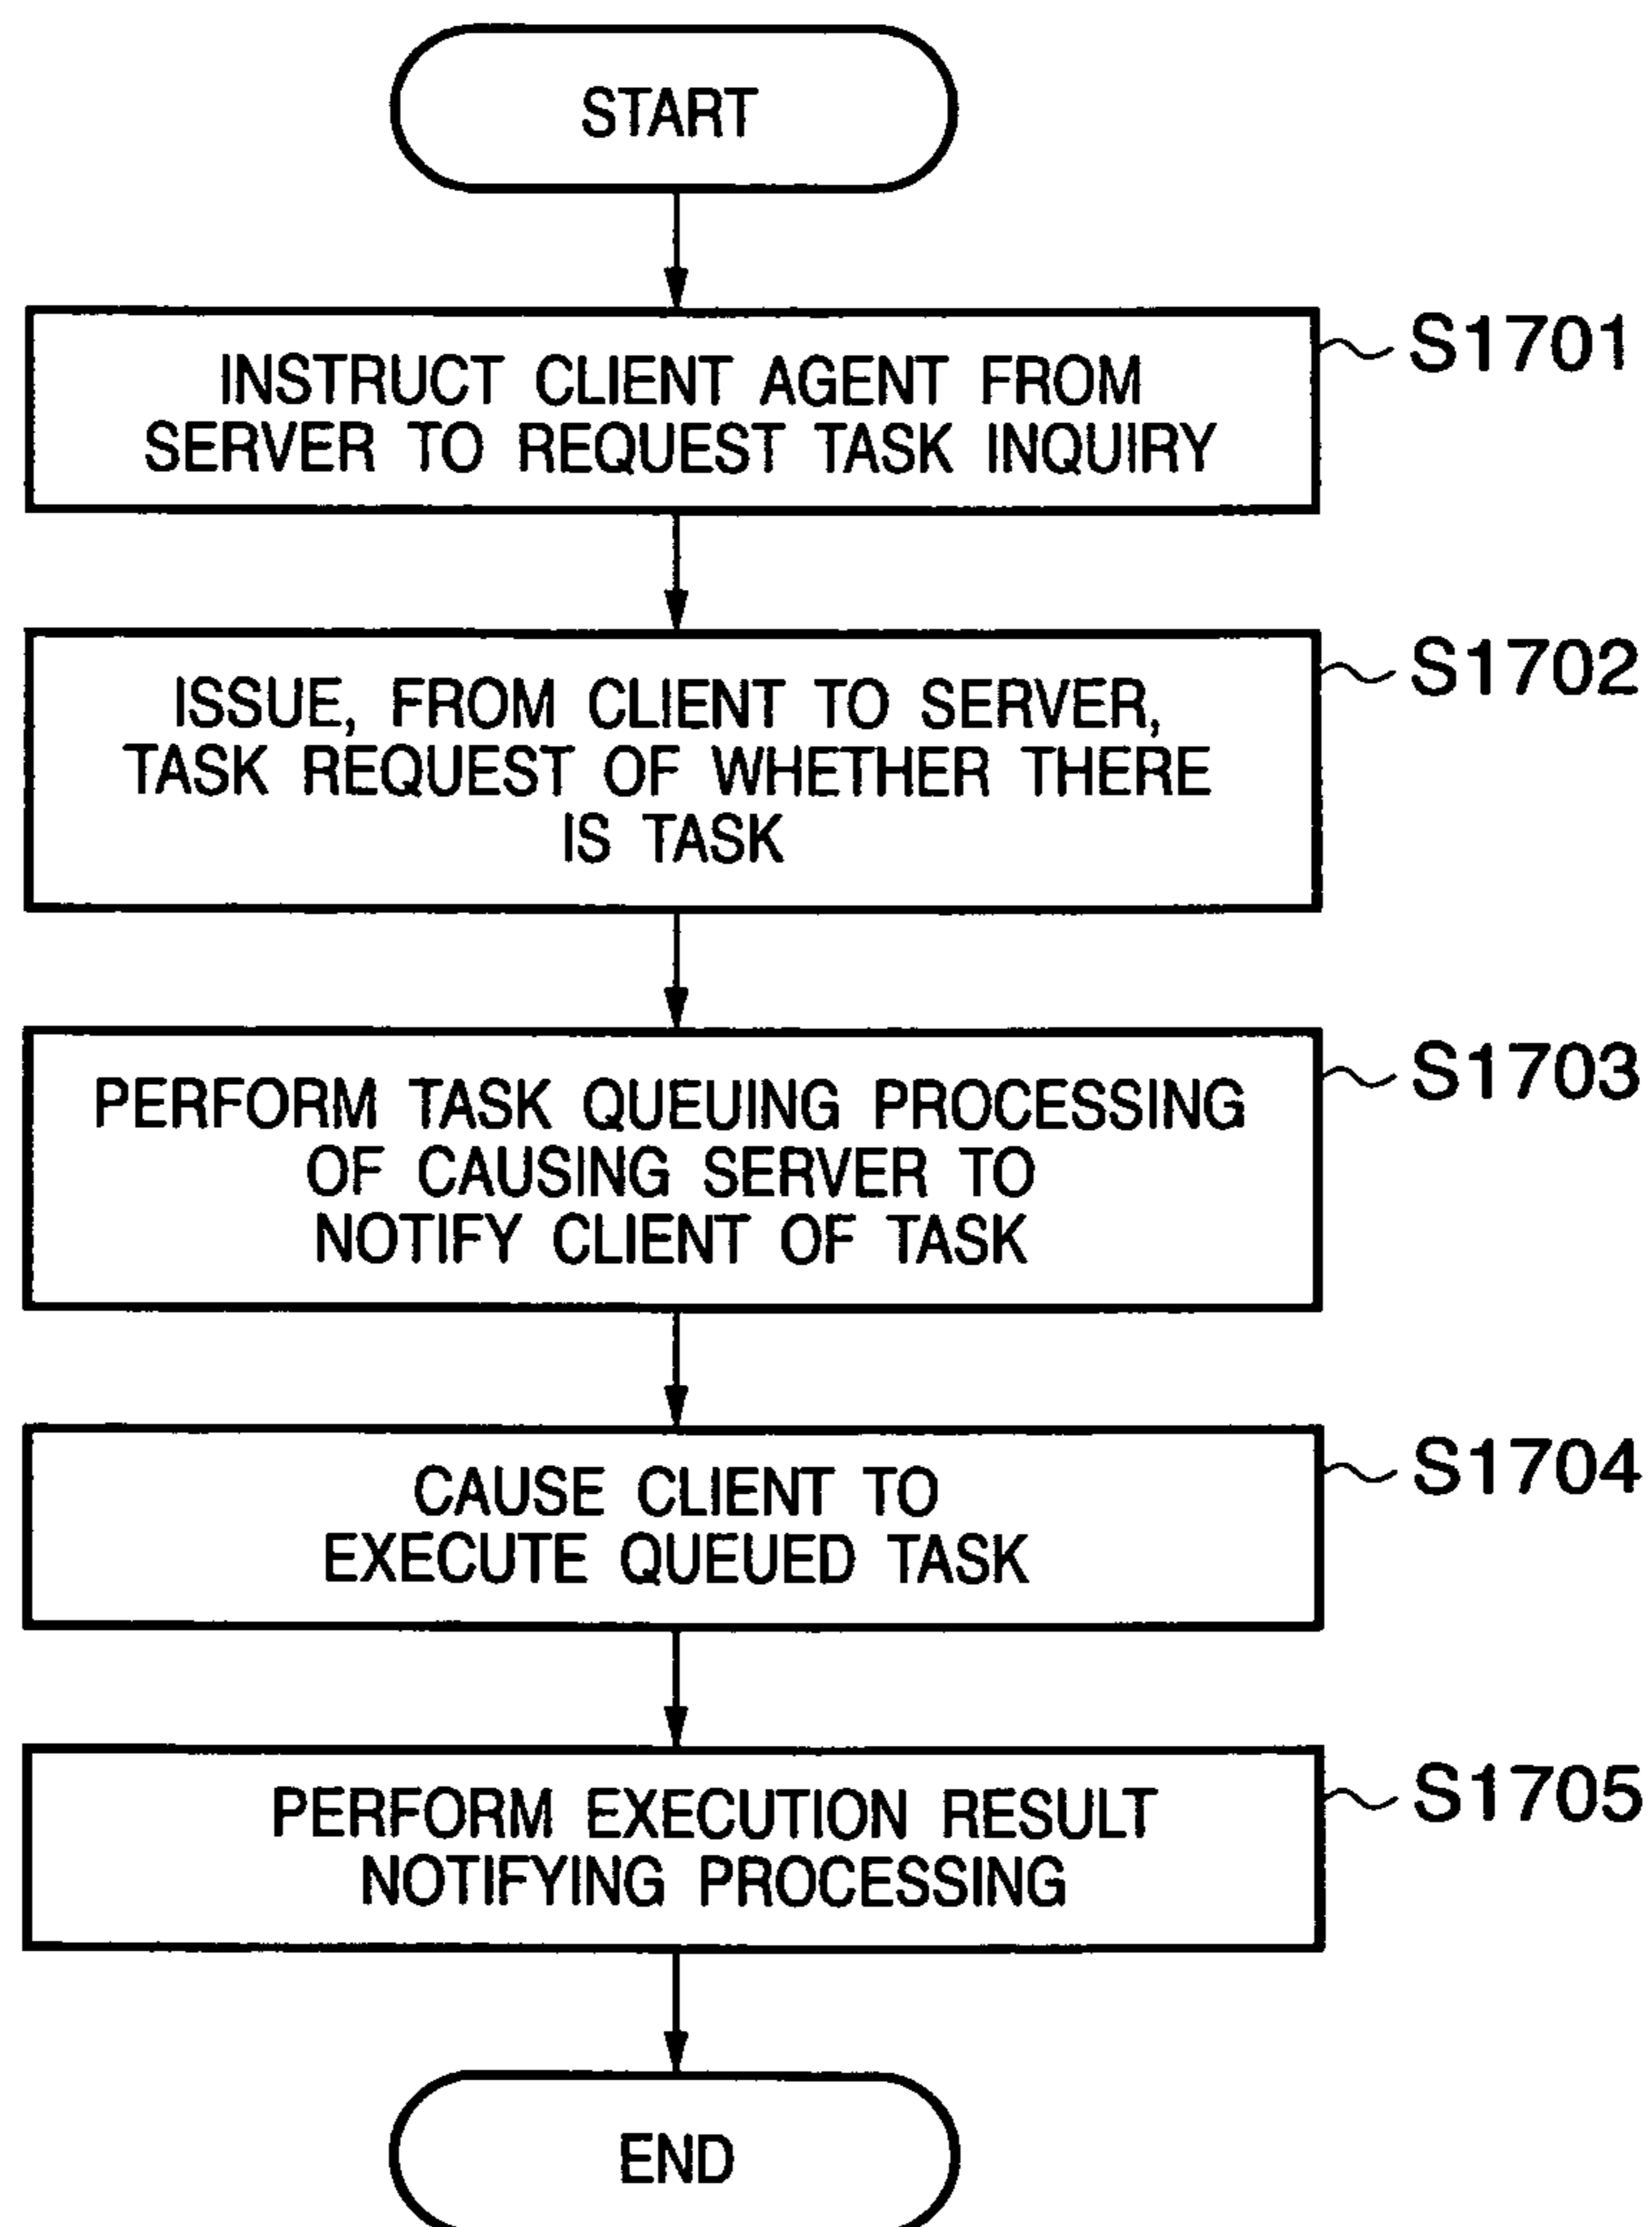 START
INSTRUCT CLIENT AGENT FROM
SERVER TO REQUEST TASK INQUIRY
S1701
ISSUE, FROM CLIENT TO SERVER,
TASK REQUEST OF WHETHER THERE
IS TASK
S1702
PERFORM TASK QUEUING PROCESSING
OF CAUSING SERVER TO
NOTIFY CLIENT OF TASK
S1703
CAUSE CLIENT TO
EXECUTE QUEUED TASK
S1704
PERFORM EXECUTION RESULT
NOTIFYING PROCESSING
S1705
END